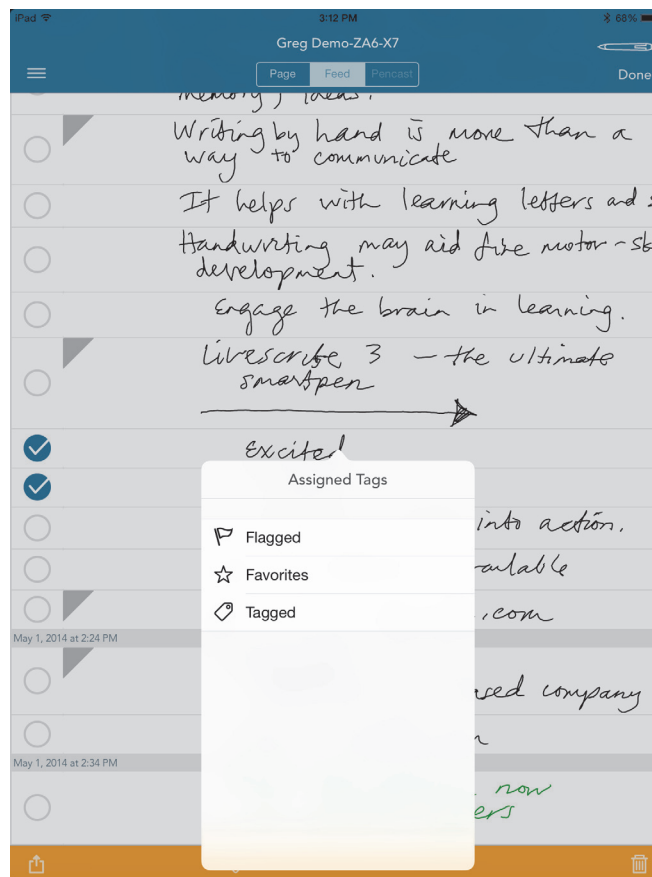 iPad 3:12 PM 68%
Greg Demo-ZA6-X7
Page Feed Pencast Done
memory, ideas.
Writing by hand is more than a
way to communicate
It helps with learning letters and s
Handwriting may aid fine motor-sk
development.
Engage the brain in learning.
Livescribe 3 – the ultimate
smartpen
Excited
Assigned Tags
into action.
Flagged
Favorites
Tagged
.com
May 1, 2014 at 2:24 PM
company
May 1, 2014 at 2:34 PM
now
ers